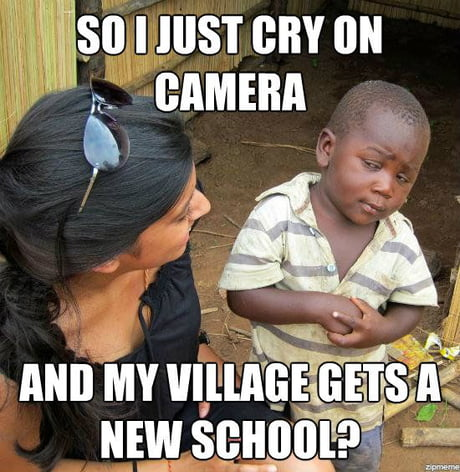 SO I JUST CRY ON
CAMERA
AND MY VILLAGE GETS A
NEW SCHOOL?
zipmeme